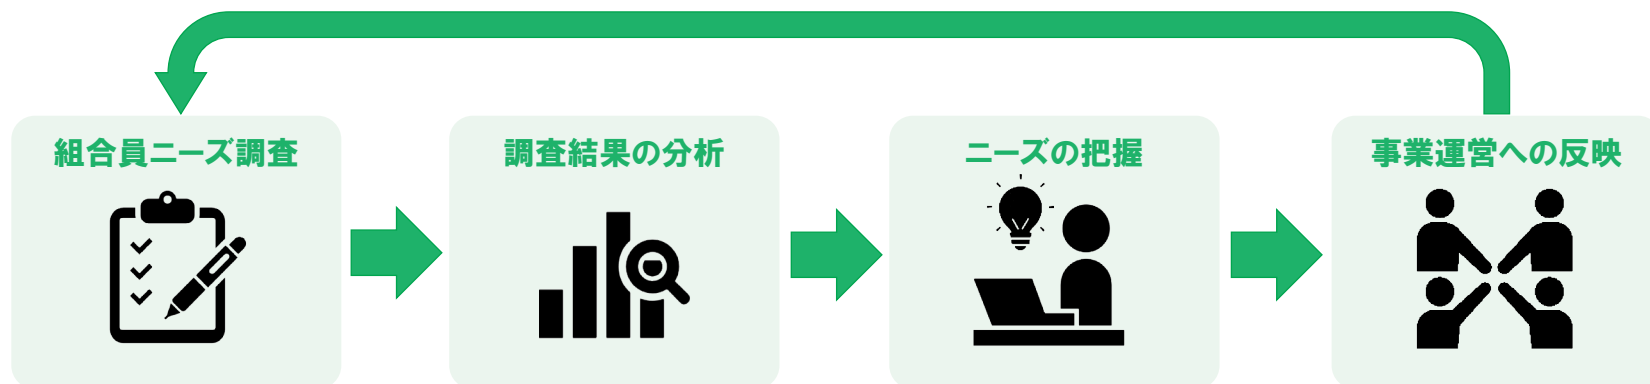 組合員ニーズ調査
調査結果の分析
ニーズの把握
事業運営への反映